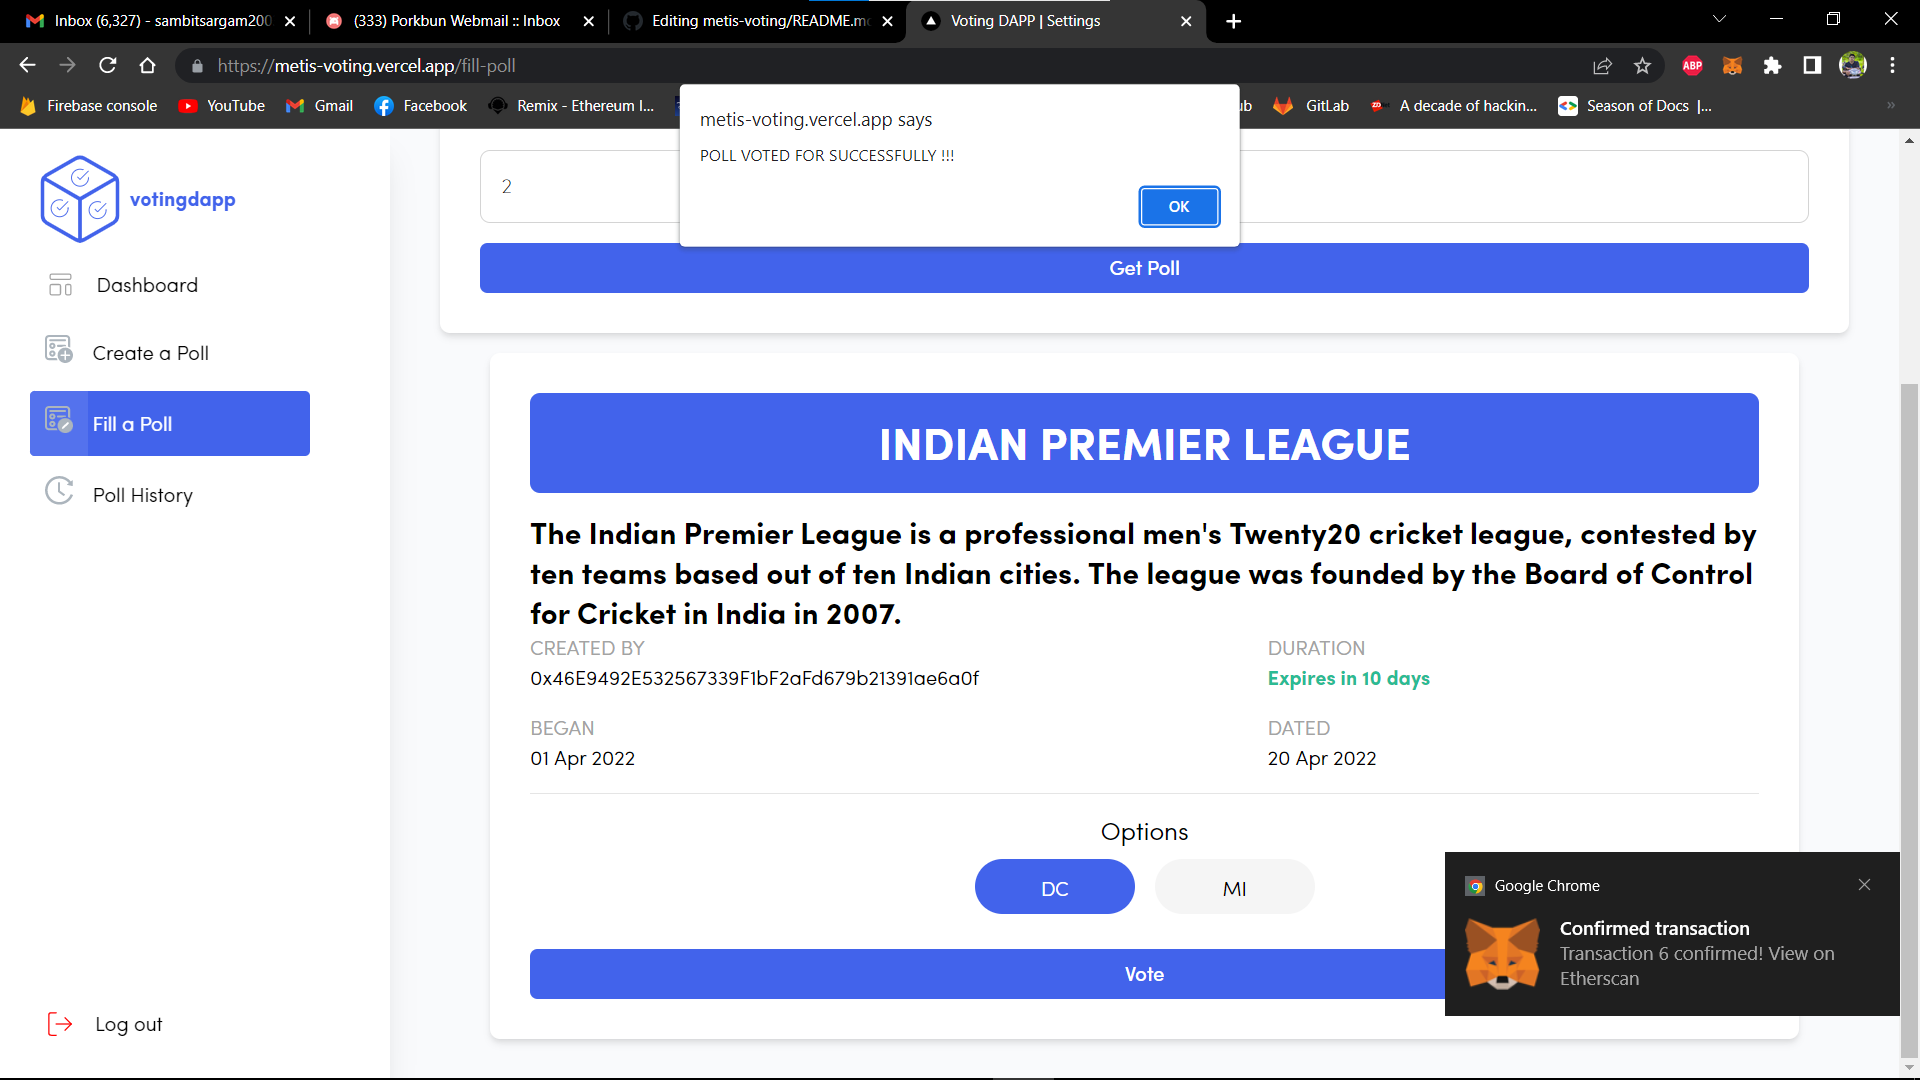 Inbox (6,327) - sambitsargam200
(333) Porkbun Webmail :: Inbox
Editing metis-voting/README.m
Voting DAPP | Settings
https://metis-voting.vercel.app/fill-poll
ABP
Firebase console
YouTube
Gmail
Facebook
Remix - Ethereum I...
GitLab
A decade of hackin...
Season of Docs |...
metis-voting.vercel.app says
POLL VOTED FOR SUCCESSFULLY !!!
OK
votingdapp
2
Get Poll
Dashboard
Create a Poll
Fill a Poll
Poll History
Log out
INDIAN PREMIER LEAGUE
The Indian Premier League is a professional men's Twenty20 cricket league, contested by
ten teams based out of ten Indian cities. The league was founded by the Board of Control
for Cricket in India in 2007.
CREATED BY
0x46E9492E532567339F1bF2aFd679b21391ae6a0f
DURATION
Expires in 10 days
BEGAN
01 Apr 2022
DATED
20 Apr 2022
Options
DC
MI
Vote
Google Chrome
Confirmed transaction
Transaction 6 confirmed! View on
Etherscan